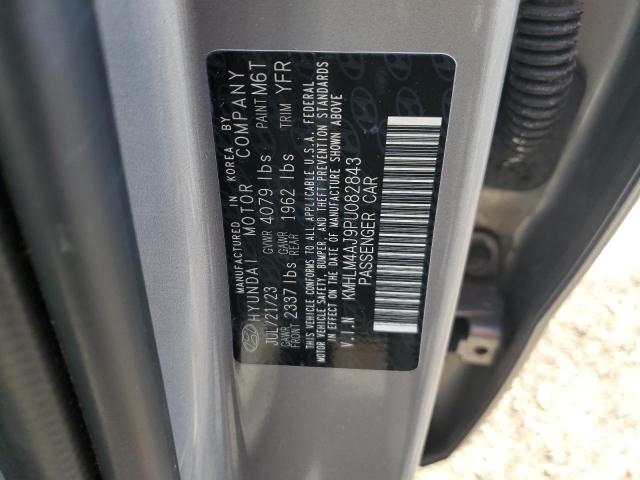 MANUFACTURED IN KOREA BY
HYUNDAI MOTOR COMPANY
JUL/21/23 GVWR 4079 lbs PAINT M6T
GAWR FRONT 2337 lbs GAWR REAR 1962 lbs TRIM YFR
THIS VEHICLE CONFORMS TO ALL APPLICABLE U.S.A. FEDERAL
MOTOR VEHICLE SAFETY, BUMPER, AND THEFT PREVENTION STANDARDS
IN EFFECT ON THE DATE OF MANUFACTURE SHOWN ABOVE
V.I.N KMHLM4AJ9PU082843
PASSENGER CAR